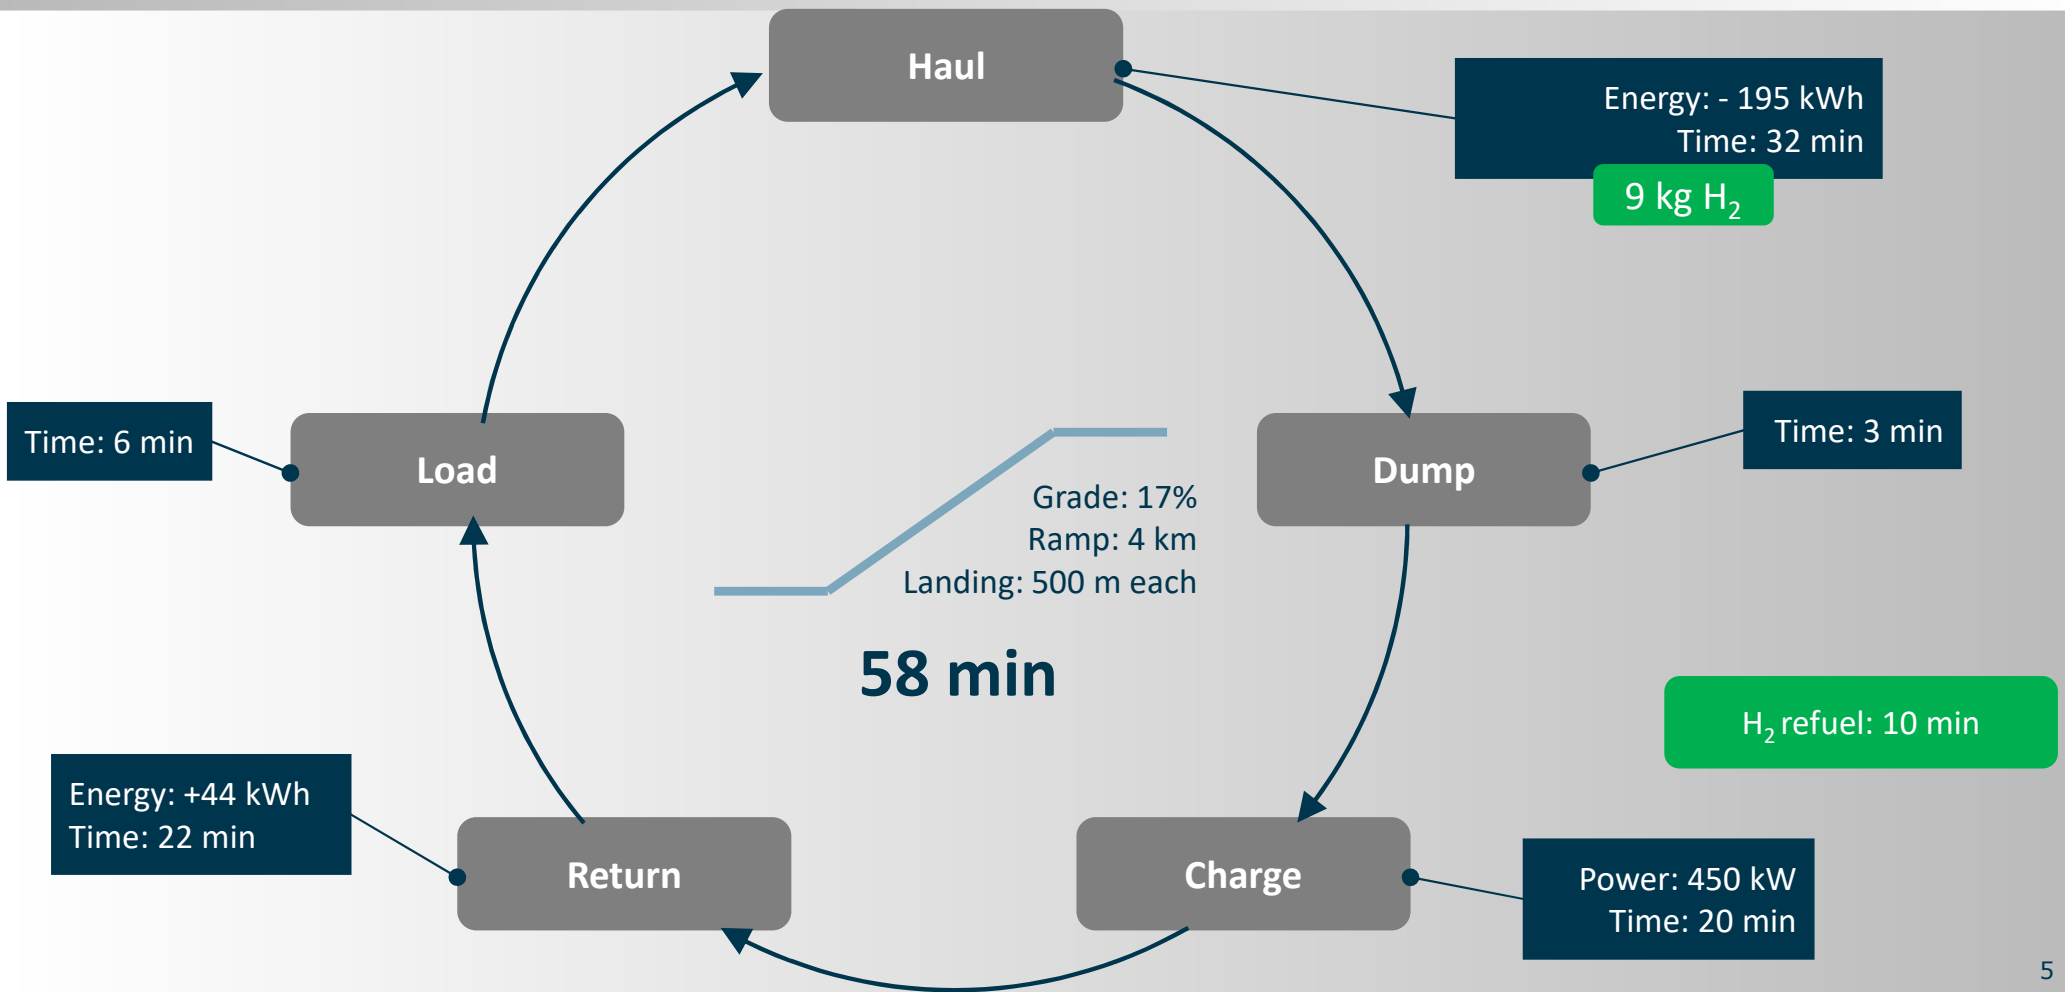 Haul
Energy: - 195 kWh
Time: 32 min
9 kg H₂
Time: 6 min
Load
Grade: 17%
Ramp: 4 km
Landing: 500 m each
58 min
Dump
Time: 3 min
H₂ refuel: 10 min
Energy: +44 kWh
Time: 22 min
Return
Charge
Power: 450 kW
Time: 20 min
5